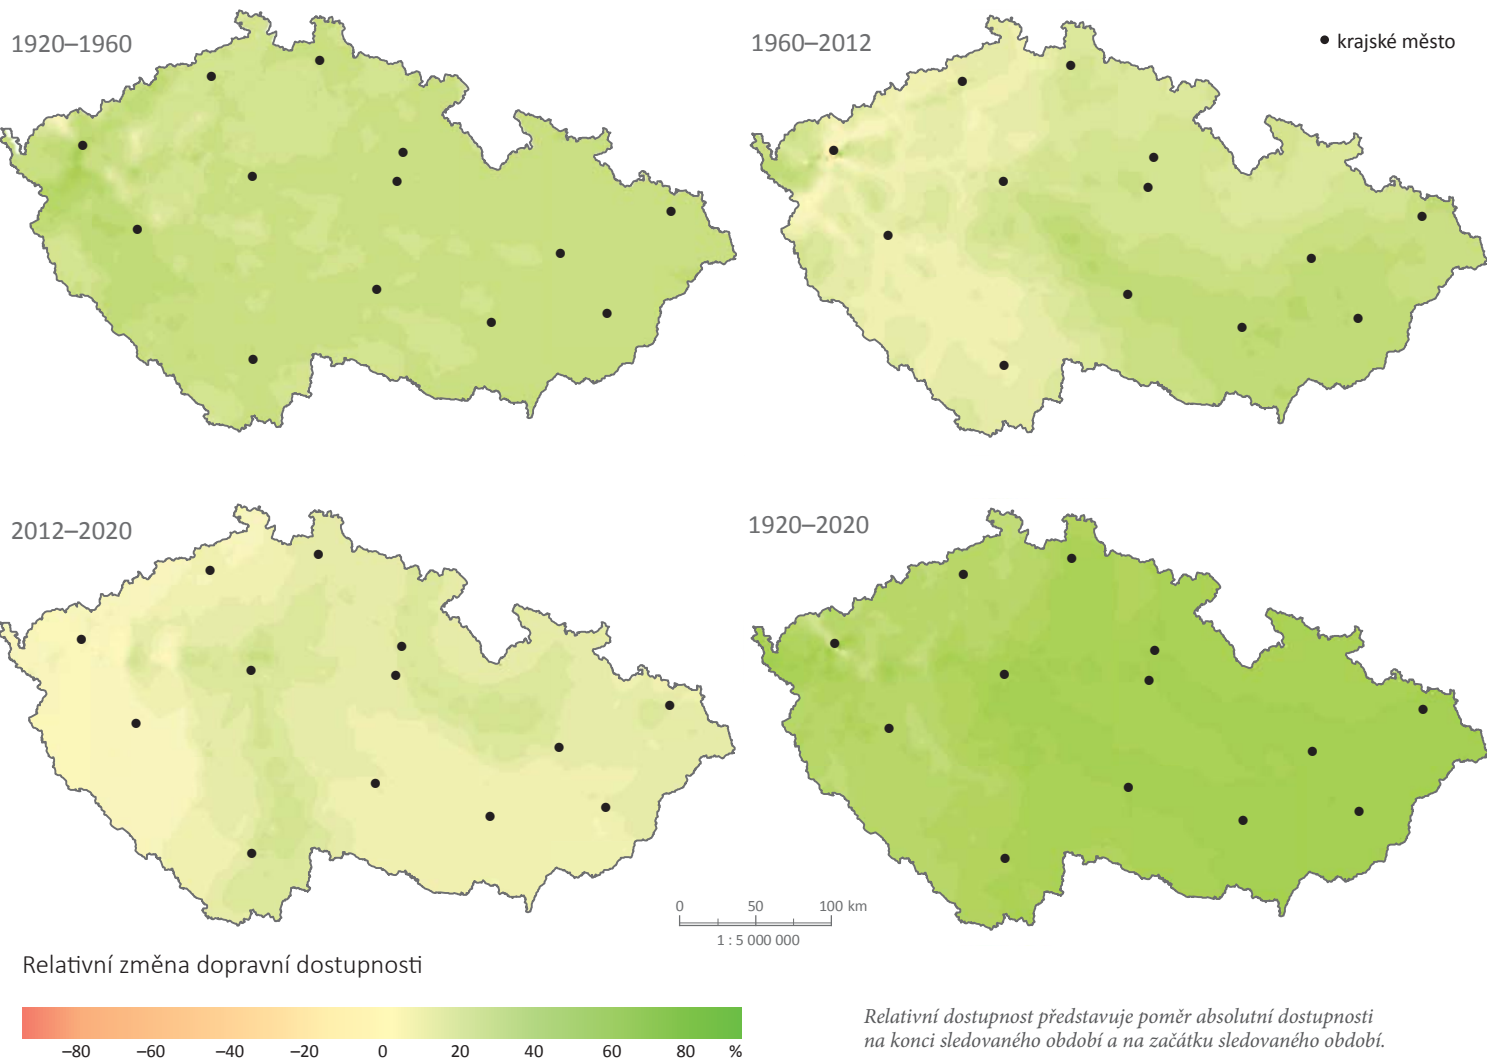 1920–1960
1960–2012
krajské město
2012–2020
1920–2020
0 50 100 km
1 : 5 000 000
Relativní změna dopravní dostupnosti
–80 –60 –40 –20 0 20 40 60 80 %
Relativní dostupnost představuje poměr absolutní dostupnosti
na konci sledovaného období a na začátku sledovaného období.